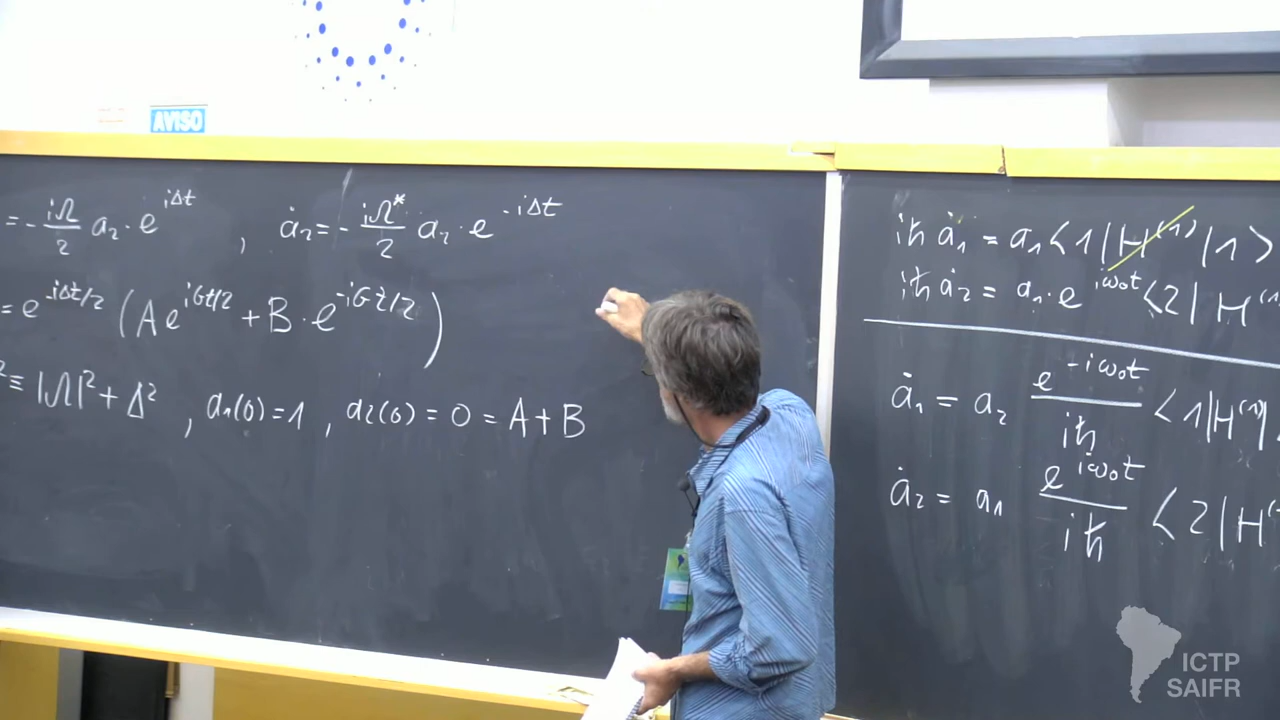 AVISO
= - iΩ/2 a₂ · e^{iΔt} , ȧ₂ = - iΩ*/2 a₁ · e^{-iΔt}
= e^{-iΔt/2} ( A e^{iGt/2} + B · e^{-iGt/2} )
² ≡ |Ω|² + Δ² , a₁(0) = 1 , a₂(0) = 0 = A + B
iħ ȧ₁ = a₁ ⟨1|H⁽¹⁾|1⟩
iħ ȧ₂ = a₁ · e^{iω₀t} ⟨2|H⁽¹
ȧ₁ = a₂ e^{-iω₀t}/iħ ⟨1|H⁽¹⁾|
ȧ₂ = a₁ e^{iω₀t}/iħ ⟨2|H⁽
ICTP
SAIFR